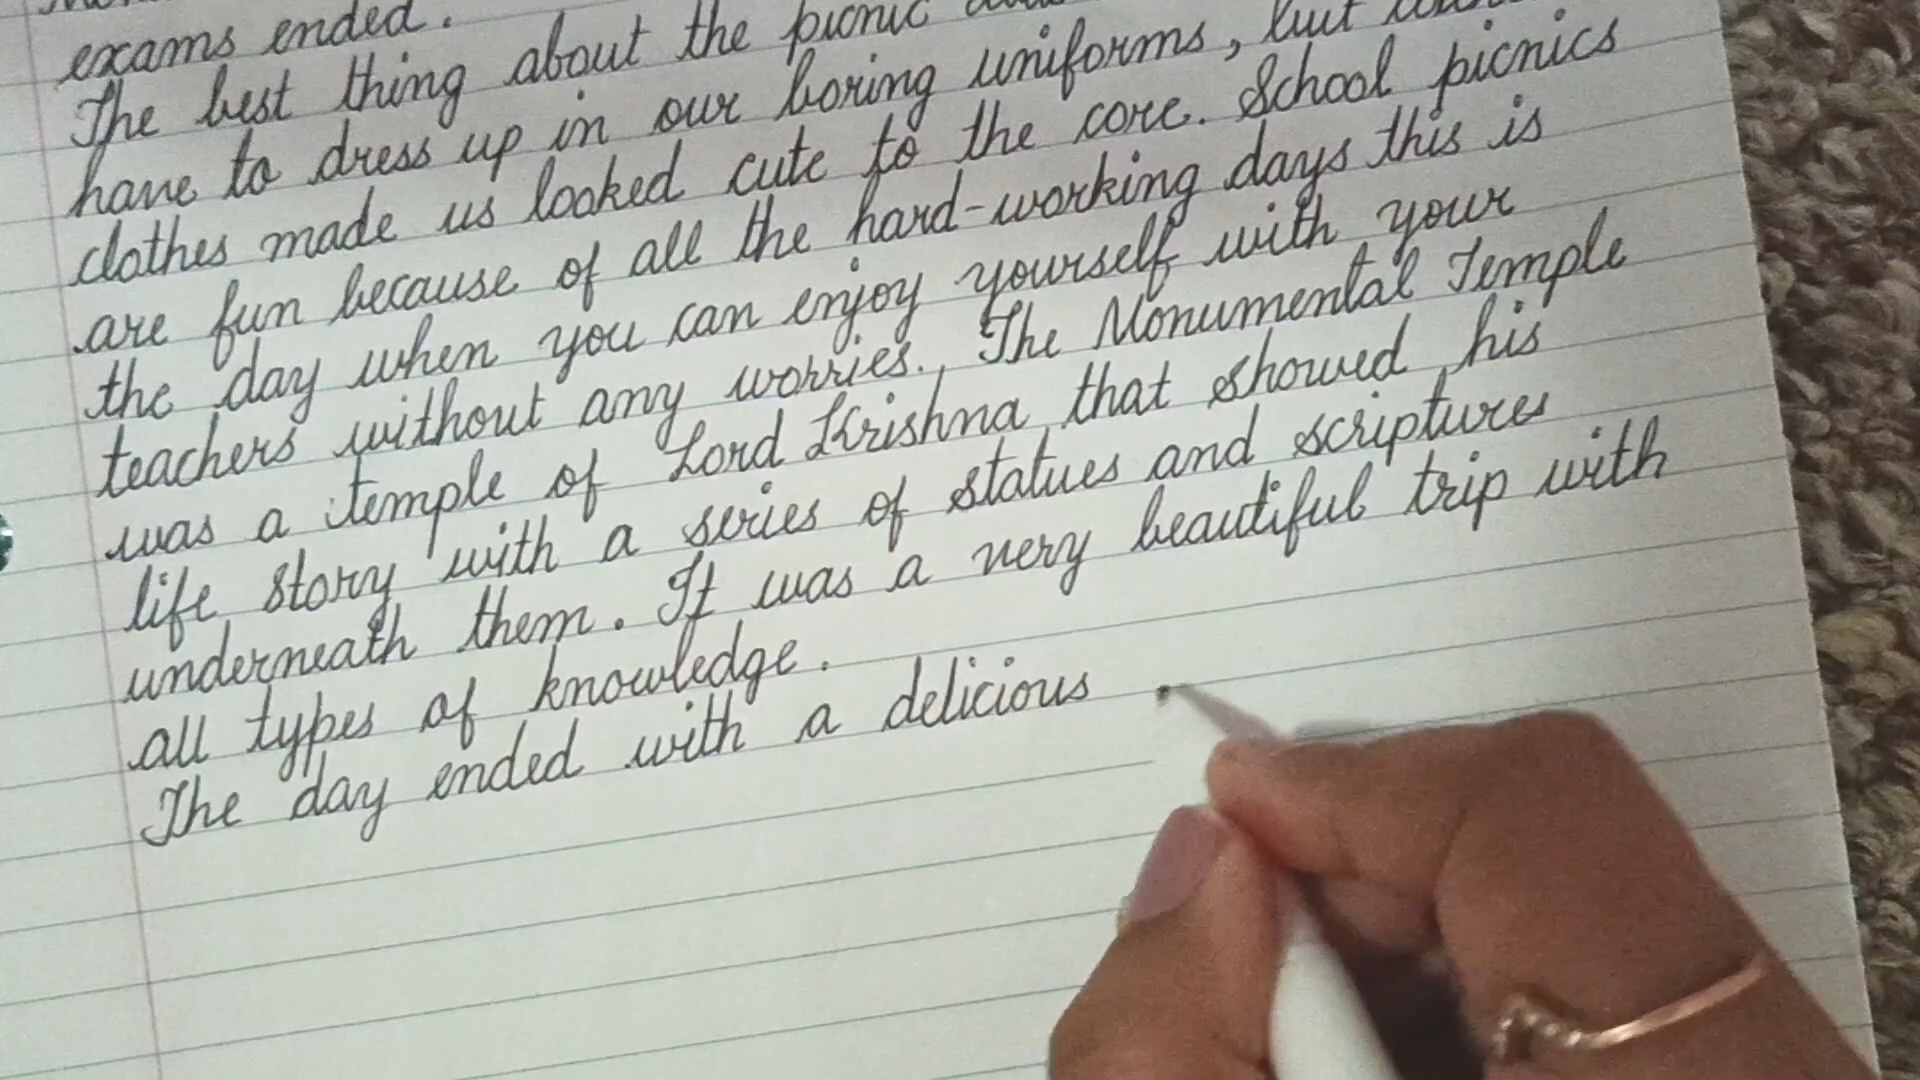 exams ended.
The best thing about the picnic
have to dress up in our boring uniforms, but
clothes made us looked cute to the core. School picnics
are fun because of all the hard-working days this is
the day when you can enjoy yourself with your
teachers without any worries. The Monumental Temple
was a temple of Lord Krishna that showed his
life story with a series of statues and scriptures
underneath them. It was a very beautiful trip with
all types of knowledge.
The day ended with a delicious